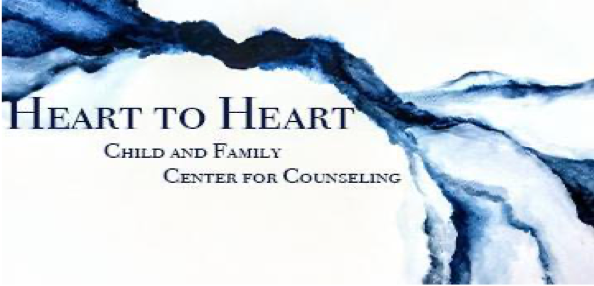 Heart to Heart
Child and Family
Center for Counseling